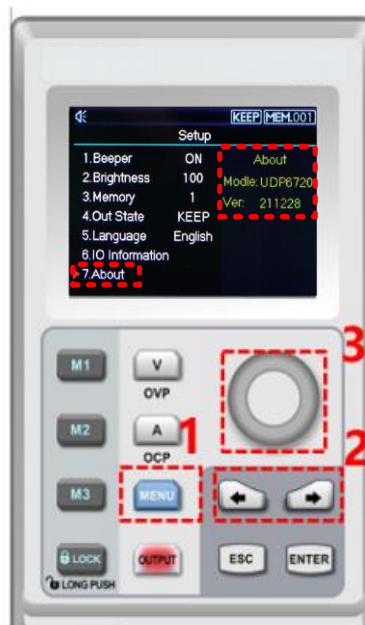 KEEP MEM.001
Setup
1.Beeper ON
2.Brightness 100
3.Memory 1
4.Out State KEEP
5.Language English
6.IO Information
7.About
About
Modle: UDP6720
Ver: 211228
3
M1
V
OVP
M2
A
1
OCP
2
M3
MENU
LOCK
OUTPUT
ESC
ENTER
LONG PUSH